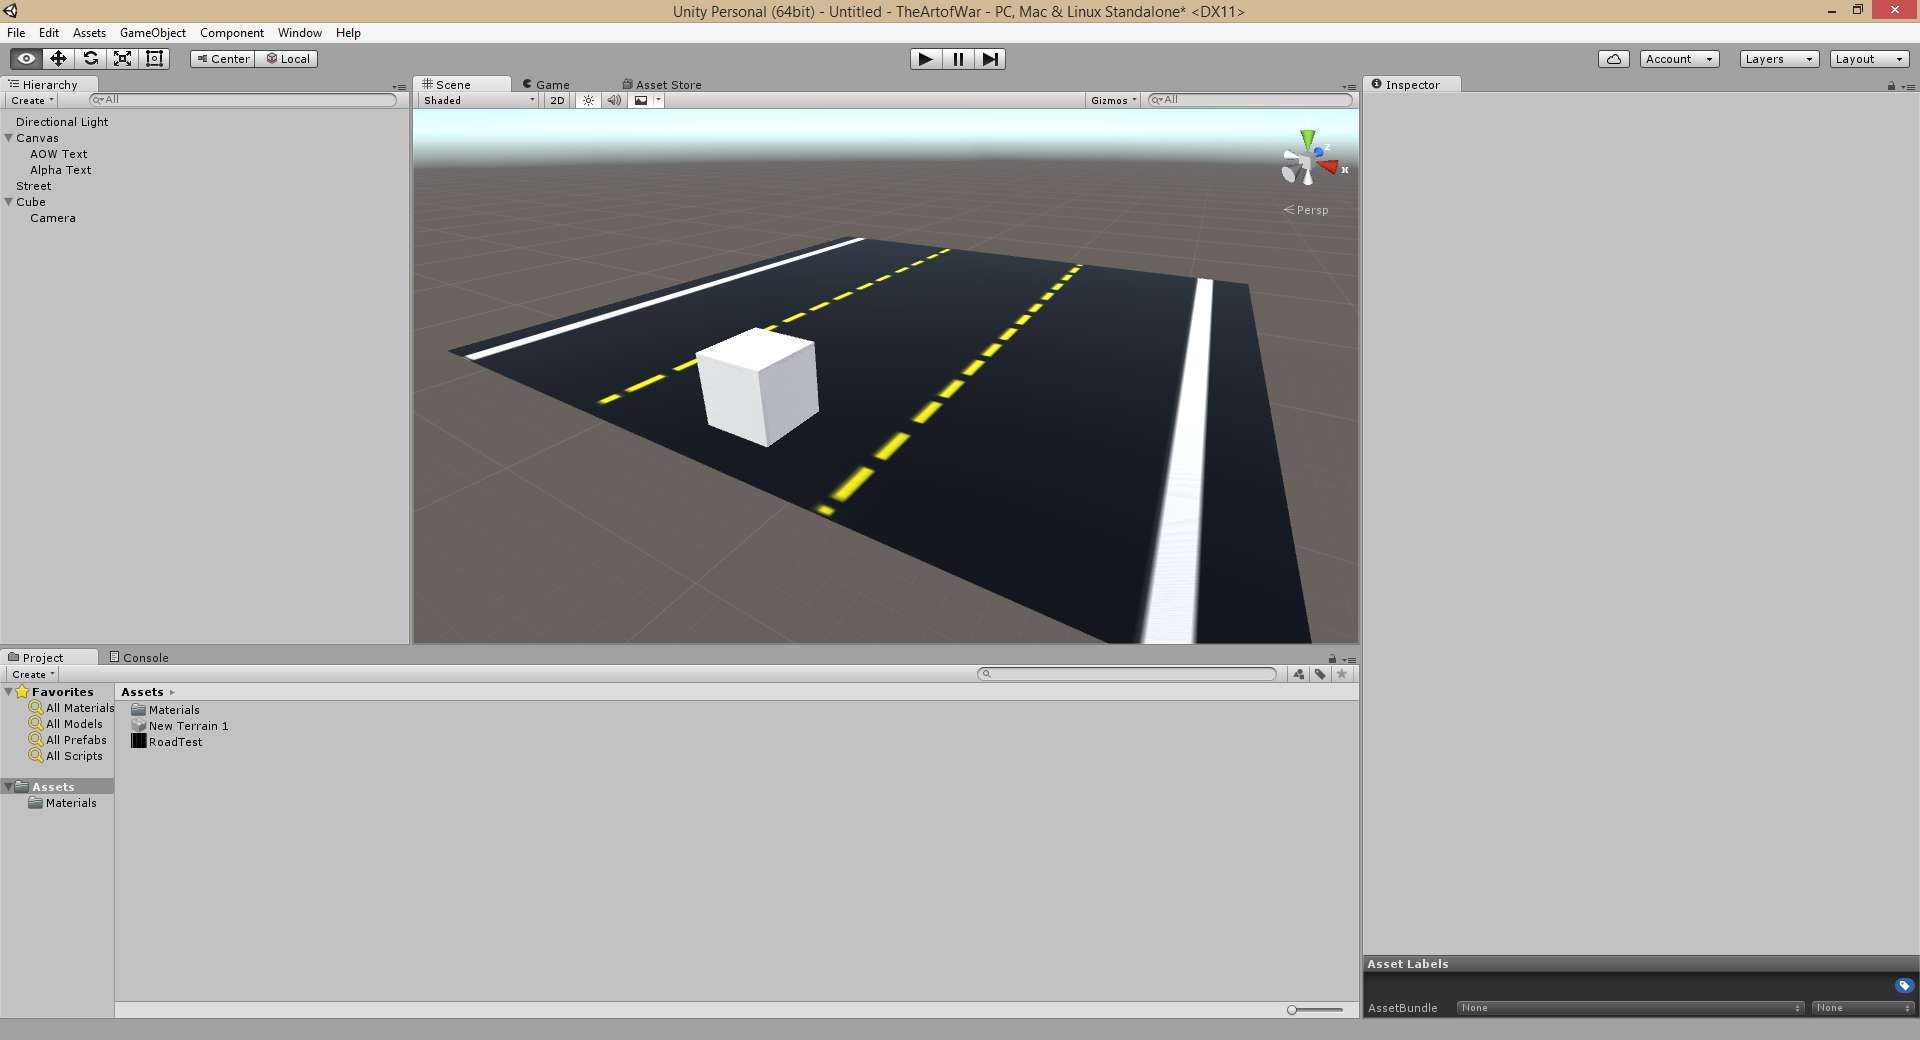 Unity Personal (64bit) - Untitled - TheArtofWar - PC, Mac & Linux Standalone* <DX11>
File Edit Assets GameObject Component Window Help
Center Local Account Layers Layout
Hierarchy
Create All
Directional Light
Canvas
AOW Text
Alpha Text
Street
Cube
Camera
Scene Game Asset Store
Shaded 2D Gizmos All
z
x
Persp
Inspector
Project Console
Create
Favorites
All Materials
All Models
All Prefabs
All Scripts
Assets
Materials
Assets
Materials
New Terrain 1
RoadTest
Asset Labels
AssetBundle None None